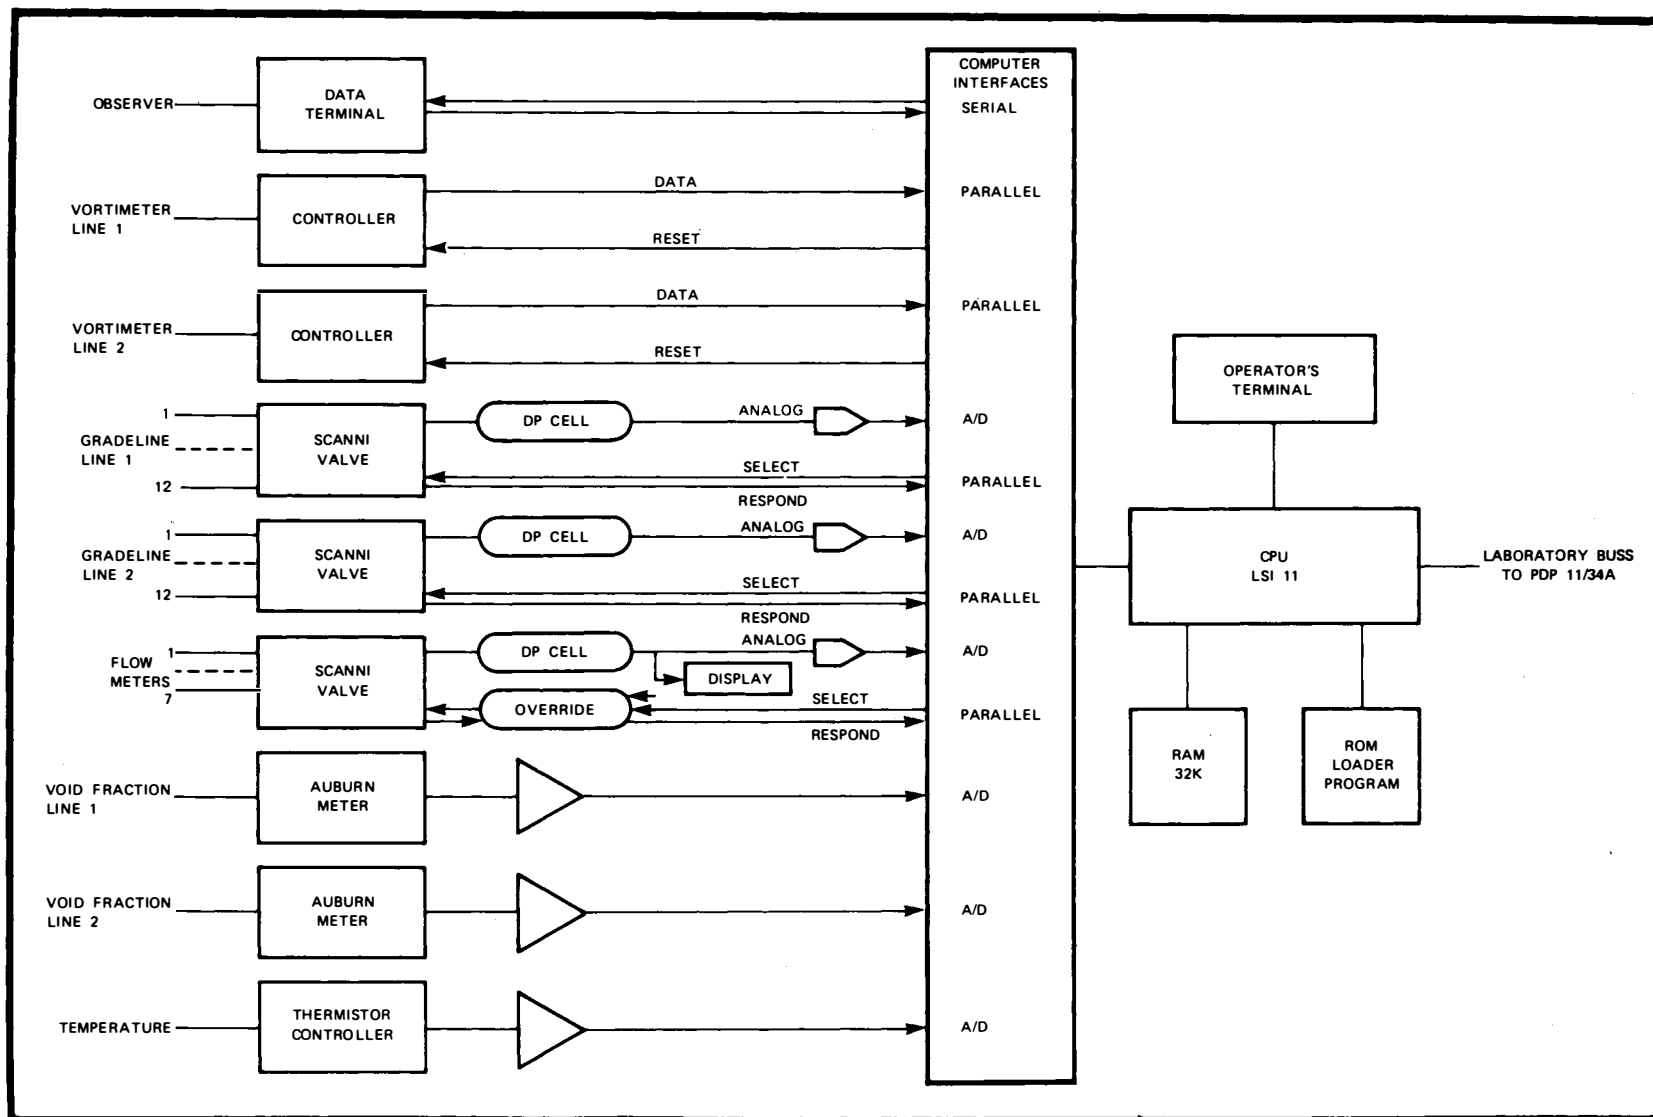 OBSERVER
DATA
TERMINAL
COMPUTER
INTERFACES
SERIAL
VORTIMETER
LINE 1
CONTROLLER
DATA
RESET
PARALLEL
VORTIMETER
LINE 2
CONTROLLER
DATA
RESET
PARALLEL
1
GRADELINE
LINE 1
12
SCANNI
VALVE
DP CELL
ANALOG
A/D
SELECT
RESPOND
PARALLEL
1
GRADELINE
LINE 2
12
SCANNI
VALVE
DP CELL
ANALOG
A/D
SELECT
RESPOND
PARALLEL
1
FLOW
METERS
7
SCANNI
VALVE
DP CELL
ANALOG
A/D
DISPLAY
OVERRIDE
SELECT
RESPOND
PARALLEL
VOID FRACTION
LINE 1
AUBURN
METER
A/D
VOID FRACTION
LINE 2
AUBURN
METER
A/D
TEMPERATURE
THERMISTOR
CONTROLLER
A/D
OPERATOR'S
TERMINAL
CPU
LSI 11
LABORATORY BUSS
TO PDP 11/34A
RAM
32K
ROM
LOADER
PROGRAM